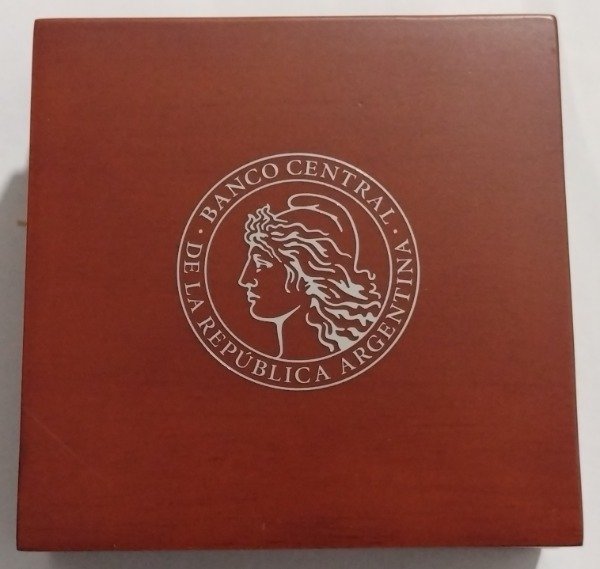 BANCO CENTRAL
DE LA REPÚBLICA ARGENTINA